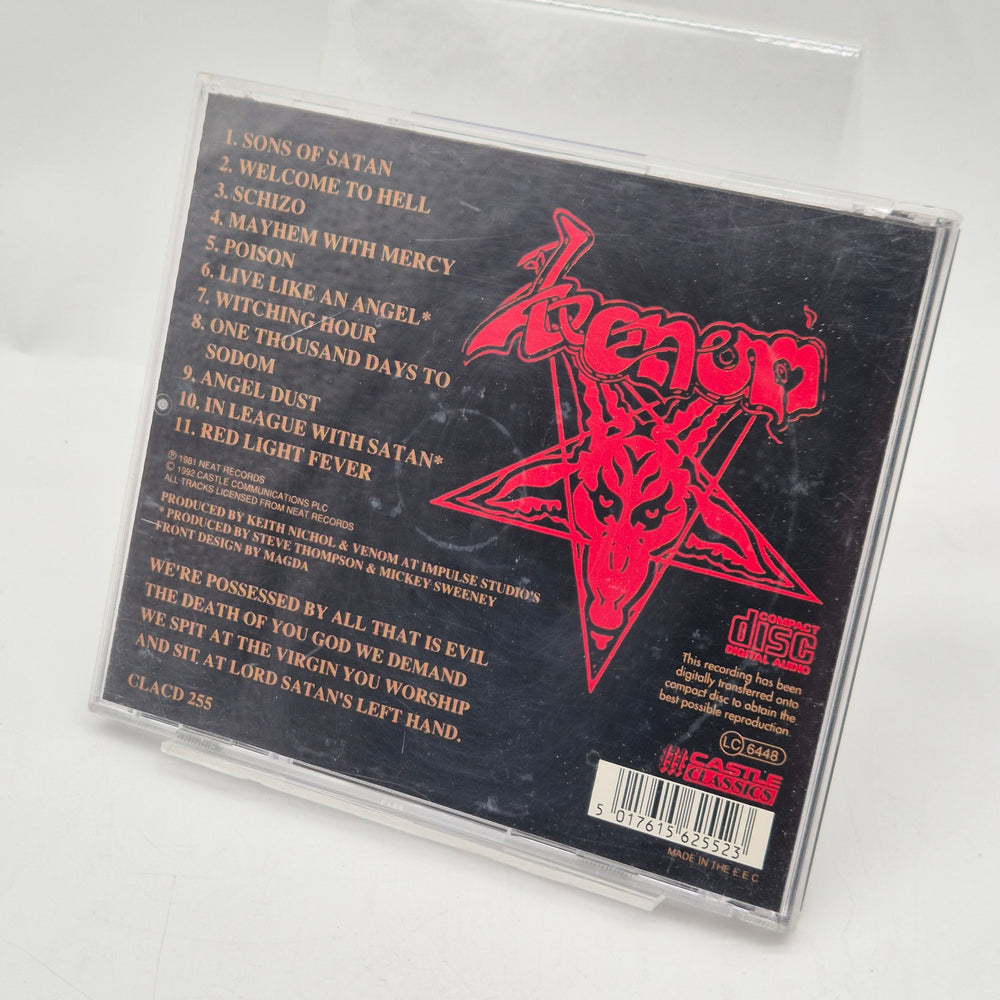 1. SONS OF SATAN
2. WELCOME TO HELL
3. SCHIZO
4. MAYHEM WITH MERCY
5. POISON
6. LIVE LIKE AN ANGEL*
7. WITCHING HOUR
8. ONE THOUSAND DAYS TO
SODOM
9. ANGEL DUST
10. IN LEAGUE WITH SATAN*
11. RED LIGHT FEVER
℗ 1981 NEAT RECORDS
© 1992 CASTLE COMMUNICATIONS PLC
ALL TRACKS LICENSED FROM NEAT RECORDS
PRODUCED BY KEITH NICHOL & VENOM AT IMPULSE STUDIO'S
* PRODUCED BY STEVE THOMPSON & MICKEY SWEENEY
FRONT DESIGN BY MAGDA
WE'RE POSSESSED BY ALL THAT IS EVIL
THE DEATH OF YOU GOD WE DEMAND
WE SPIT AT THE VIRGIN YOU WORSHIP
AND SIT, AT LORD SATAN'S LEFT HAND.
CLACD 255
Venom
COMPACT
disc
DIGITAL AUDIO
This recording has been
digitally transferred onto
compact disc to obtain the
best possible reproduction.
LC 6448
CASTLE
CLASSICS
5 017615 625523
MADE IN THE E.E.C